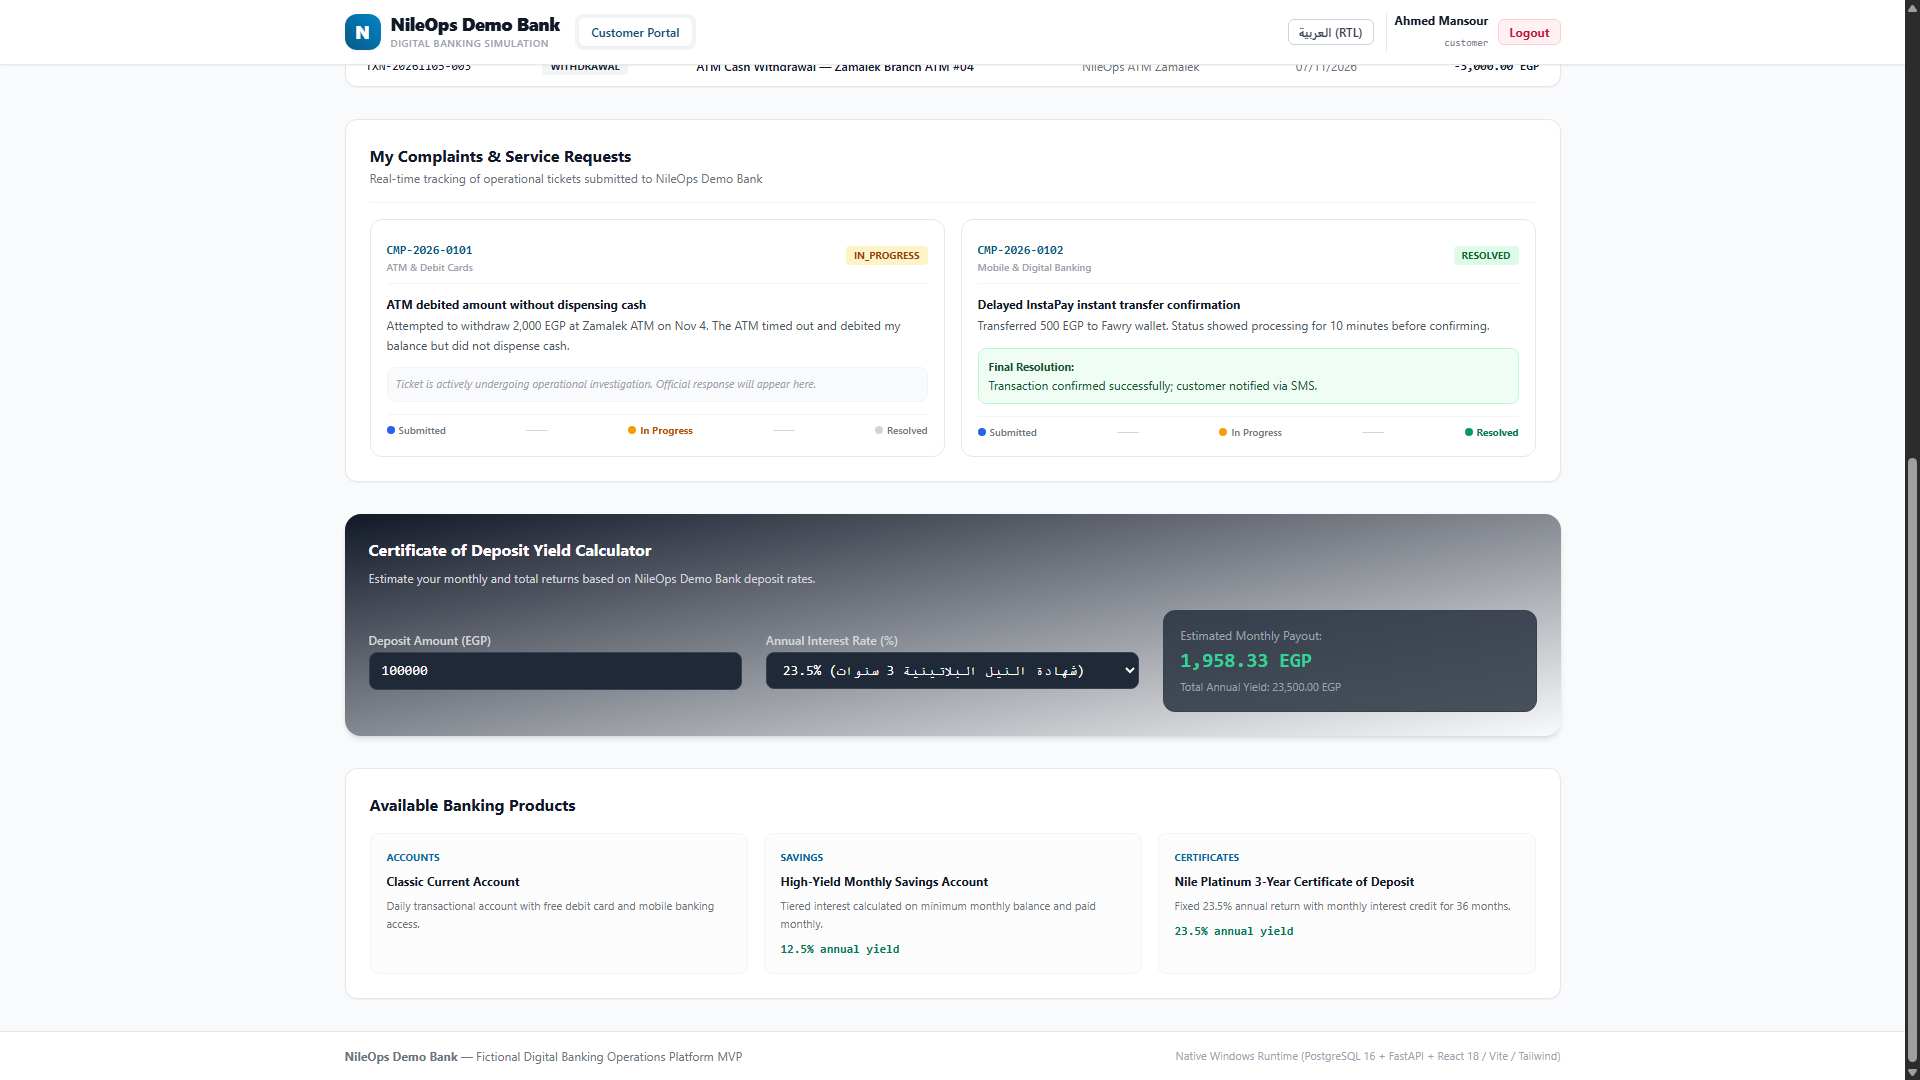 N
NileOps Demo Bank
DIGITAL BANKING SIMULATION
Customer Portal
العربية (RTL)
Ahmed Mansour
customer
Logout
TXN-20261105-003
WITHDRAWAL
ATM Cash Withdrawal — Zamalek Branch ATM #04
NileOps ATM Zamalek
07/11/2026
-3,000.00 EGP
My Complaints & Service Requests
Real-time tracking of operational tickets submitted to NileOps Demo Bank
CMP-2026-0101
ATM & Debit Cards
IN_PROGRESS
ATM debited amount without dispensing cash
Attempted to withdraw 2,000 EGP at Zamalek ATM on Nov 4. The ATM timed out and debited my
balance but did not dispense cash.
Ticket is actively undergoing operational investigation. Official response will appear here.
Submitted
In Progress
Resolved
CMP-2026-0102
Mobile & Digital Banking
RESOLVED
Delayed InstaPay instant transfer confirmation
Transferred 500 EGP to Fawry wallet. Status showed processing for 10 minutes before confirming.
Final Resolution:
Transaction confirmed successfully; customer notified via SMS.
Submitted
In Progress
Resolved
Certificate of Deposit Yield Calculator
Estimate your monthly and total returns based on NileOps Demo Bank deposit rates.
Deposit Amount (EGP)
100000
Annual Interest Rate (%)
23.5% (شهادة النيل البلاتينية 3 سنوات)
Estimated Monthly Payout:
1,958.33 EGP
Total Annual Yield: 23,500.00 EGP
Available Banking Products
ACCOUNTS
Classic Current Account
Daily transactional account with free debit card and mobile banking
access.
SAVINGS
High-Yield Monthly Savings Account
Tiered interest calculated on minimum monthly balance and paid
monthly.
12.5% annual yield
CERTIFICATES
Nile Platinum 3-Year Certificate of Deposit
Fixed 23.5% annual return with monthly interest credit for 36 months.
23.5% annual yield
NileOps Demo Bank — Fictional Digital Banking Operations Platform MVP
Native Windows Runtime (PostgreSQL 16 + FastAPI + React 18 / Vite / Tailwind)